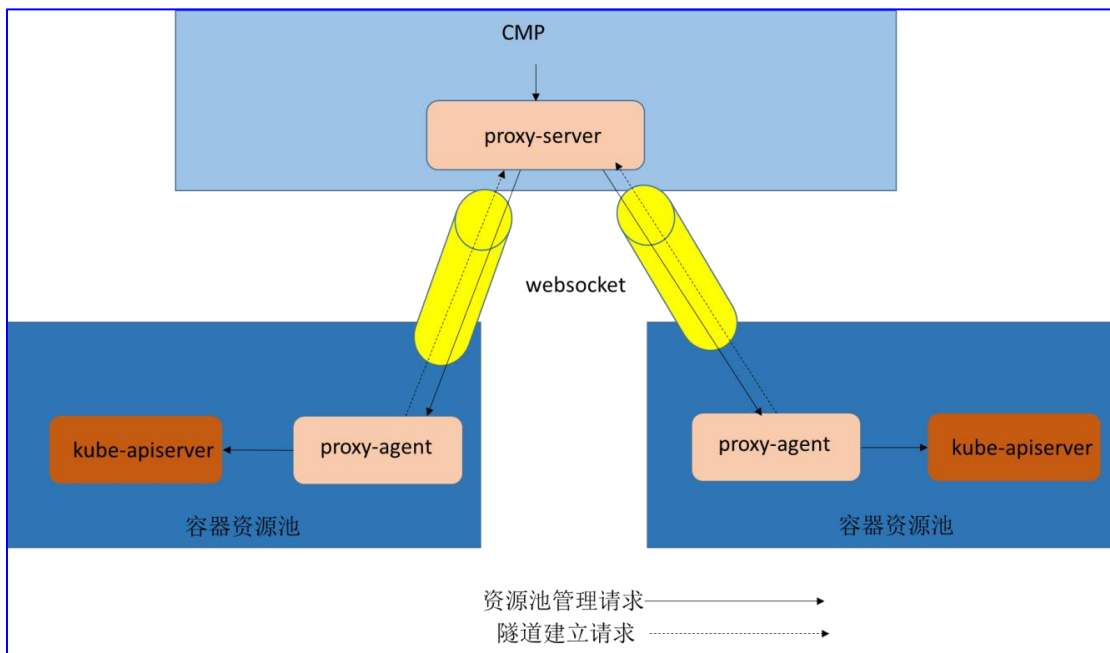 CMP
proxy-server
websocket
kube-apiserver
proxy-agent
容器资源池
proxy-agent
kube-apiserver
容器资源池
资源池管理请求
隧道建立请求